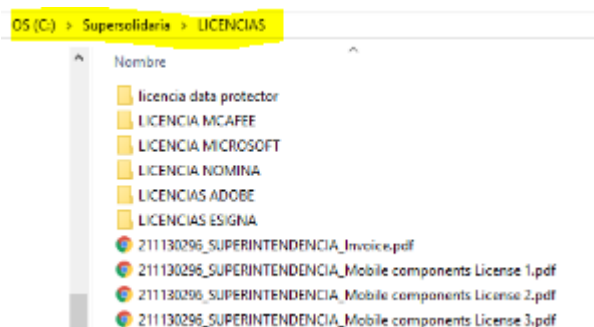 OS (C:) > Supersolidaria > LICENCIAS
Nombre
licencia data protector
LICENCIA MCAFEE
LICENCIA MICROSOFT
LICENCIA NOMINA
LICENCIAS ADOBE
LICENCIAS ESIGNA
211130296_SUPERINTENDENCIA_Invoice.pdf
211130296_SUPERINTENDENCIA_Mobile components License 1.pdf
211130296_SUPERINTENDENCIA_Mobile components License 2.pdf
211130296_SUPERINTENDENCIA_Mobile components License 3.pdf